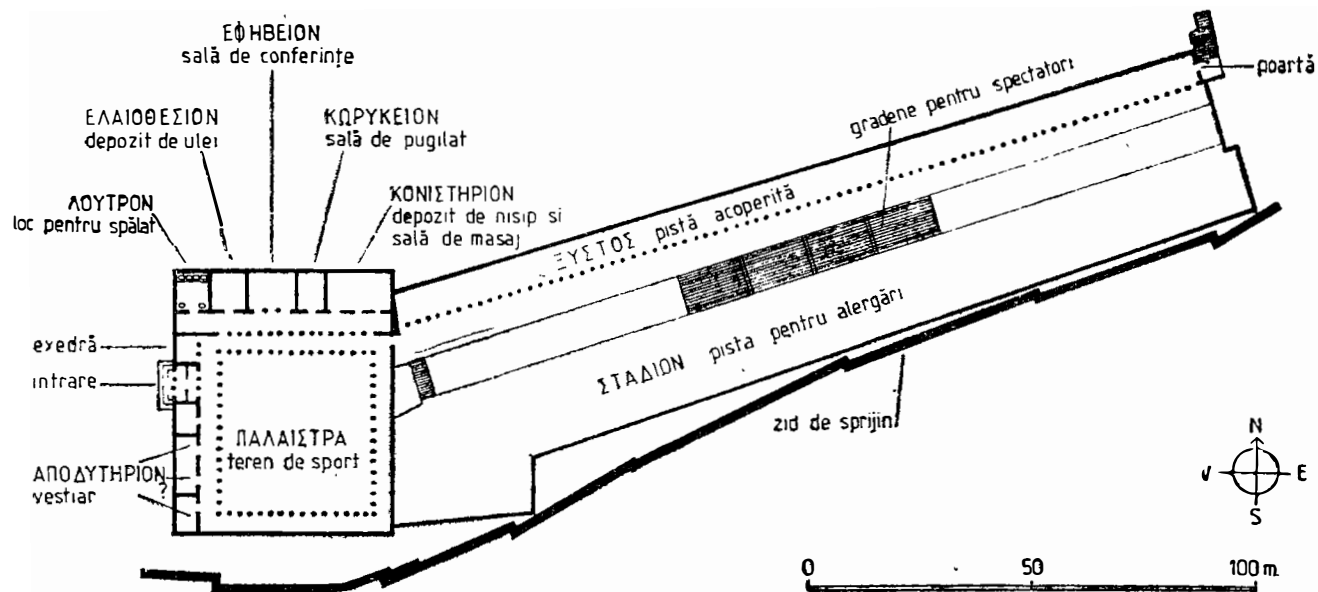 ΕΦΗΒΕΙΟΝ
sală de conferințe
ΕΛΑΙΟΘΕΣΙΟΝ
depozit de ulei
ΚΩΡΥΚΕΙΟΝ
sală de pugilat
ΛΟΥΤΡΟΝ
loc pentru spălat
ΚΟΝΙΣΤΗΡΙΟΝ
depozit de nisip si
sală de masaj
gradene pentru spectatori
poartă
ΞΥΣΤΟΣ pistă acoperită
exedră
intrare
ΣΤΑΔΙΟΝ pista pentru alergări
zid de sprijin
ΠΑΛΑΙΣΤΡΑ
teren de sport
ΑΠΟΔΥΤΗΡΙΟΝ
vestiar ?
N
V E
S
0 50 100 m